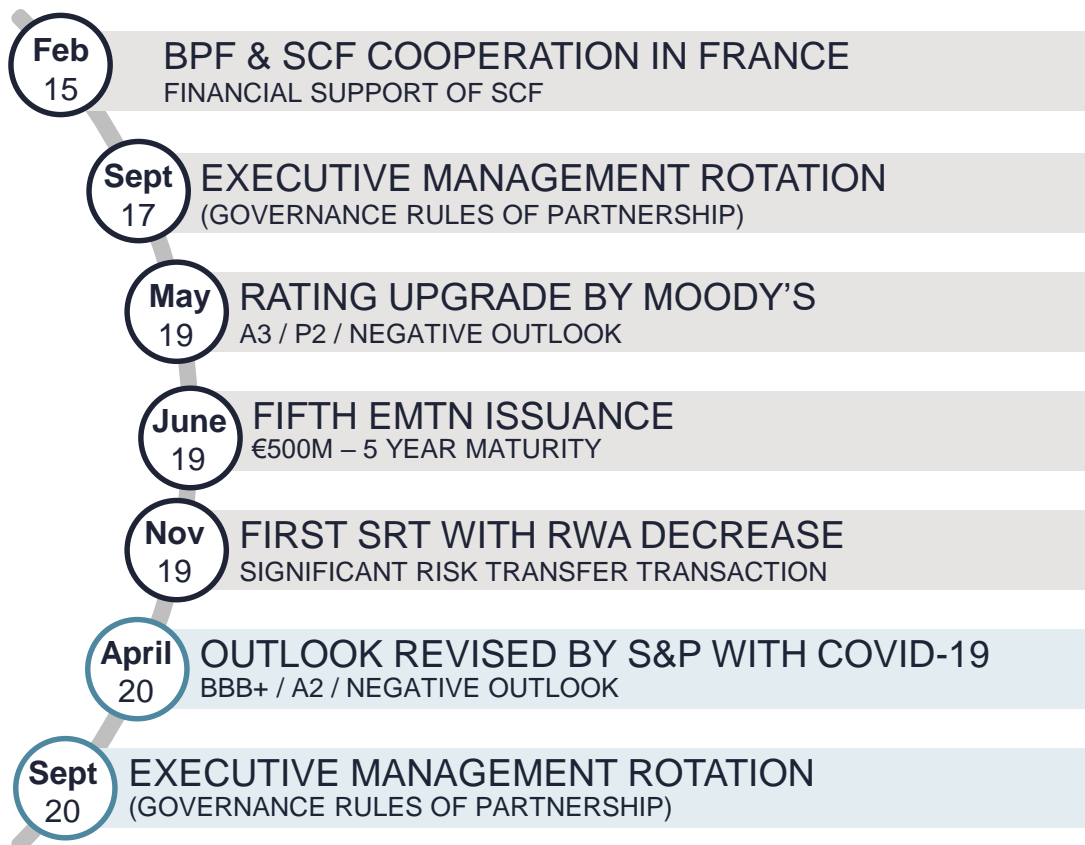 Feb
15
BPF & SCF COOPERATION IN FRANCE
FINANCIAL SUPPORT OF SCF
Sept
17
EXECUTIVE MANAGEMENT ROTATION
(GOVERNANCE RULES OF PARTNERSHIP)
May
19
RATING UPGRADE BY MOODY’S
A3 / P2 / NEGATIVE OUTLOOK
June
19
FIFTH EMTN ISSUANCE
€500M – 5 YEAR MATURITY
Nov
19
FIRST SRT WITH RWA DECREASE
SIGNIFICANT RISK TRANSFER TRANSACTION
April
20
OUTLOOK REVISED BY S&P WITH COVID-19
BBB+ / A2 / NEGATIVE OUTLOOK
Sept
20
EXECUTIVE MANAGEMENT ROTATION
(GOVERNANCE RULES OF PARTNERSHIP)